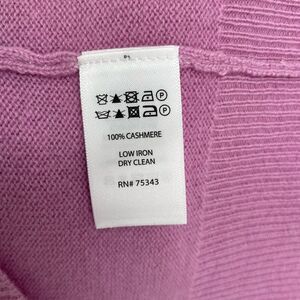 P
P
100% CASHMERE
LOW IRON
DRY CLEAN
RN# 75343